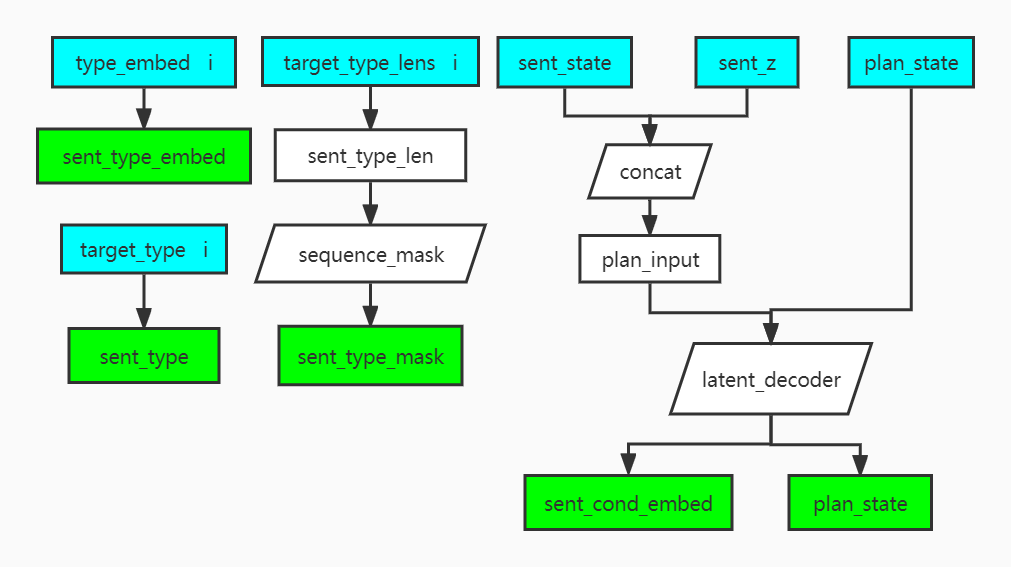 type_embed i
target_type_lens i
sent_state
sent_z
plan_state
sent_type_embed
sent_type_len
concat
target_type i
sequence_mask
plan_input
sent_type
sent_type_mask
latent_decoder
sent_cond_embed
plan_state